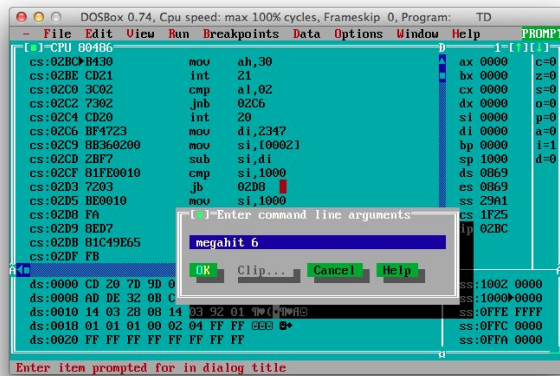 DOSBox 0.74, Cpu speed: max 100% cycles, Frameskip 0, Program: TD
File Edit View Run Breakpoints Data Options Window Help PROMPT
[■]=CPU 80486 D 1=[↑][↓]
cs:02BC►B430 mov ah,30 ax 0000 c=0
cs:02BE CD21 int 21 bx 0000 z=0
cs:02C0 3C02 cmp al,02 cx 0000 s=0
cs:02C2 7302 jnb 02C6 dx 0000 o=0
cs:02C4 CD20 int 20 si 0000 p=0
cs:02C6 BF4723 mov di,2347 di 0000 a=0
cs:02C9 8B360200 mov si,[0002] bp 0000 i=1
cs:02CD 2BF7 sub si,di sp 1000 d=0
cs:02CF 81FE0010 cmp si,1000 ds 0869
cs:02D3 7203 jb 02D8 es 0869
cs:02D5 BE0010 mov si,1000 ss 29A1
cs:02D8 FA [■]=Enter command line arguments cs 1F25
cs:02D9 8ED7 ip 02BC
cs:02DB 81C49E65 megahit 6
cs:02DF FB
OK Clip... Cancel Help
ds:0000 CD 20 7D 9D 0 ss:1002 0000
ds:0008 AD DE 32 0B C ss:1000►0000
ds:0010 14 03 28 08 14 03 92 01 ss:0FFE FFFF
ds:0018 01 01 01 00 02 04 FF FF ss:0FFC 0000
ds:0020 FF FF FF FF FF FF FF FF ss:0FFA 0000
Enter item prompted for in dialog title